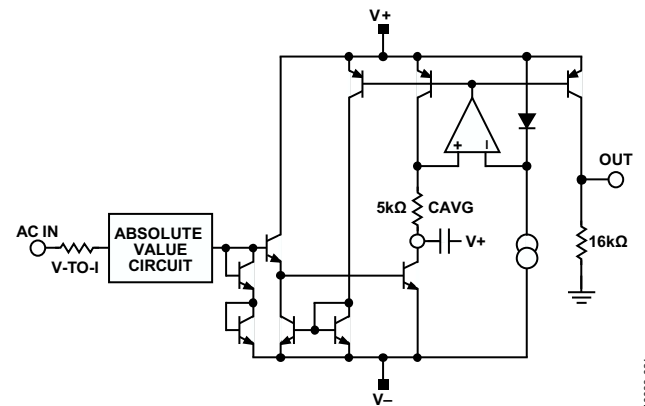 V+
OUT
5kΩ
CAVG
AC IN
ABSOLUTE
VALUE
CIRCUIT
V+
16kΩ
V-TO-I
V–